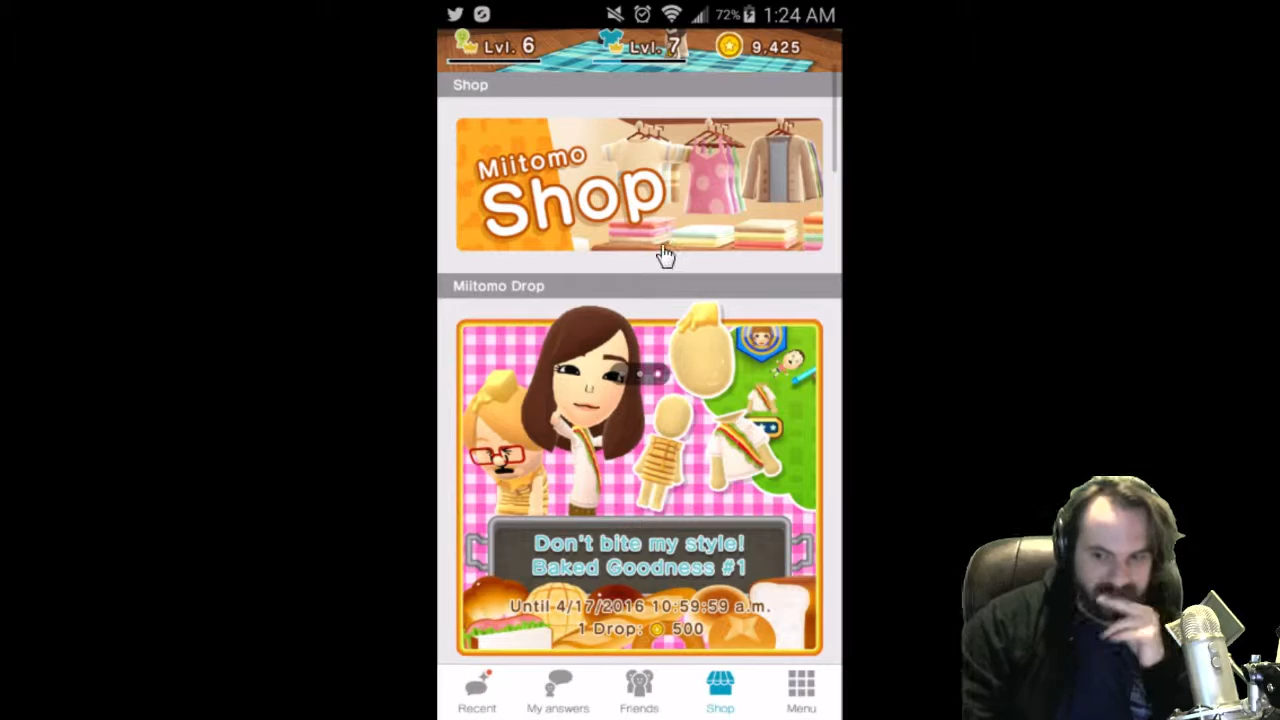 72% 1:24 AM
Lvl. 6 Lvl. 7 9,425
Shop
Miitomo
Shop
Miitomo Drop
Don't bite my style!
Baked Goodness #1
Until 4/17/2016 10:59:59 a.m.
1 Drop: 500
Recent My answers Friends Shop Menu